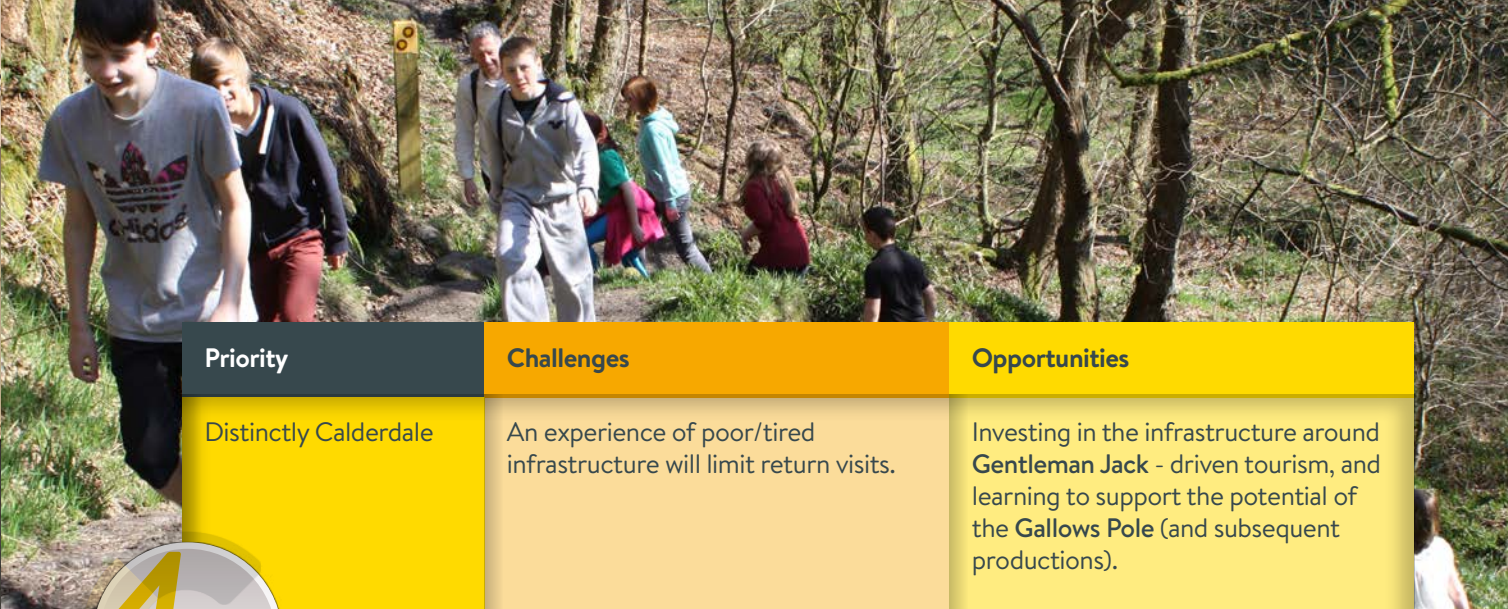 adidas
Priority
Challenges
Opportunities
Distinctly Calderdale
An experience of poor/tired
infrastructure will limit return visits.
Investing in the infrastructure around
Gentleman Jack - driven tourism, and
learning to support the potential of
the Gallows Pole (and subsequent
productions).